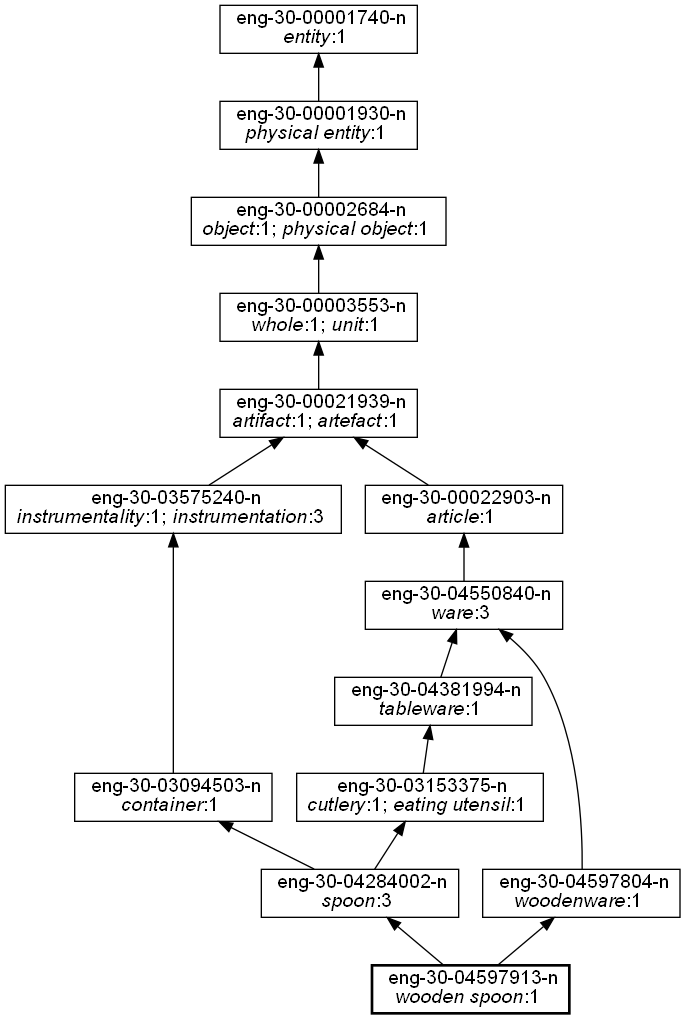 eng-30-00001740-n
entity:1
eng-30-00001930-n
physical entity:1
eng-30-00002684-n
object:1; physical object:1
eng-30-00003553-n
whole:1; unit:1
eng-30-00021939-n
artifact:1; artefact:1
eng-30-03575240-n
instrumentality:1; instrumentation:3
eng-30-00022903-n
article:1
eng-30-04550840-n
ware:3
eng-30-04381994-n
tableware:1
eng-30-03094503-n
container:1
eng-30-03153375-n
cutlery:1; eating utensil:1
eng-30-04284002-n
spoon:3
eng-30-04597804-n
woodenware:1
eng-30-04597913-n
wooden spoon:1